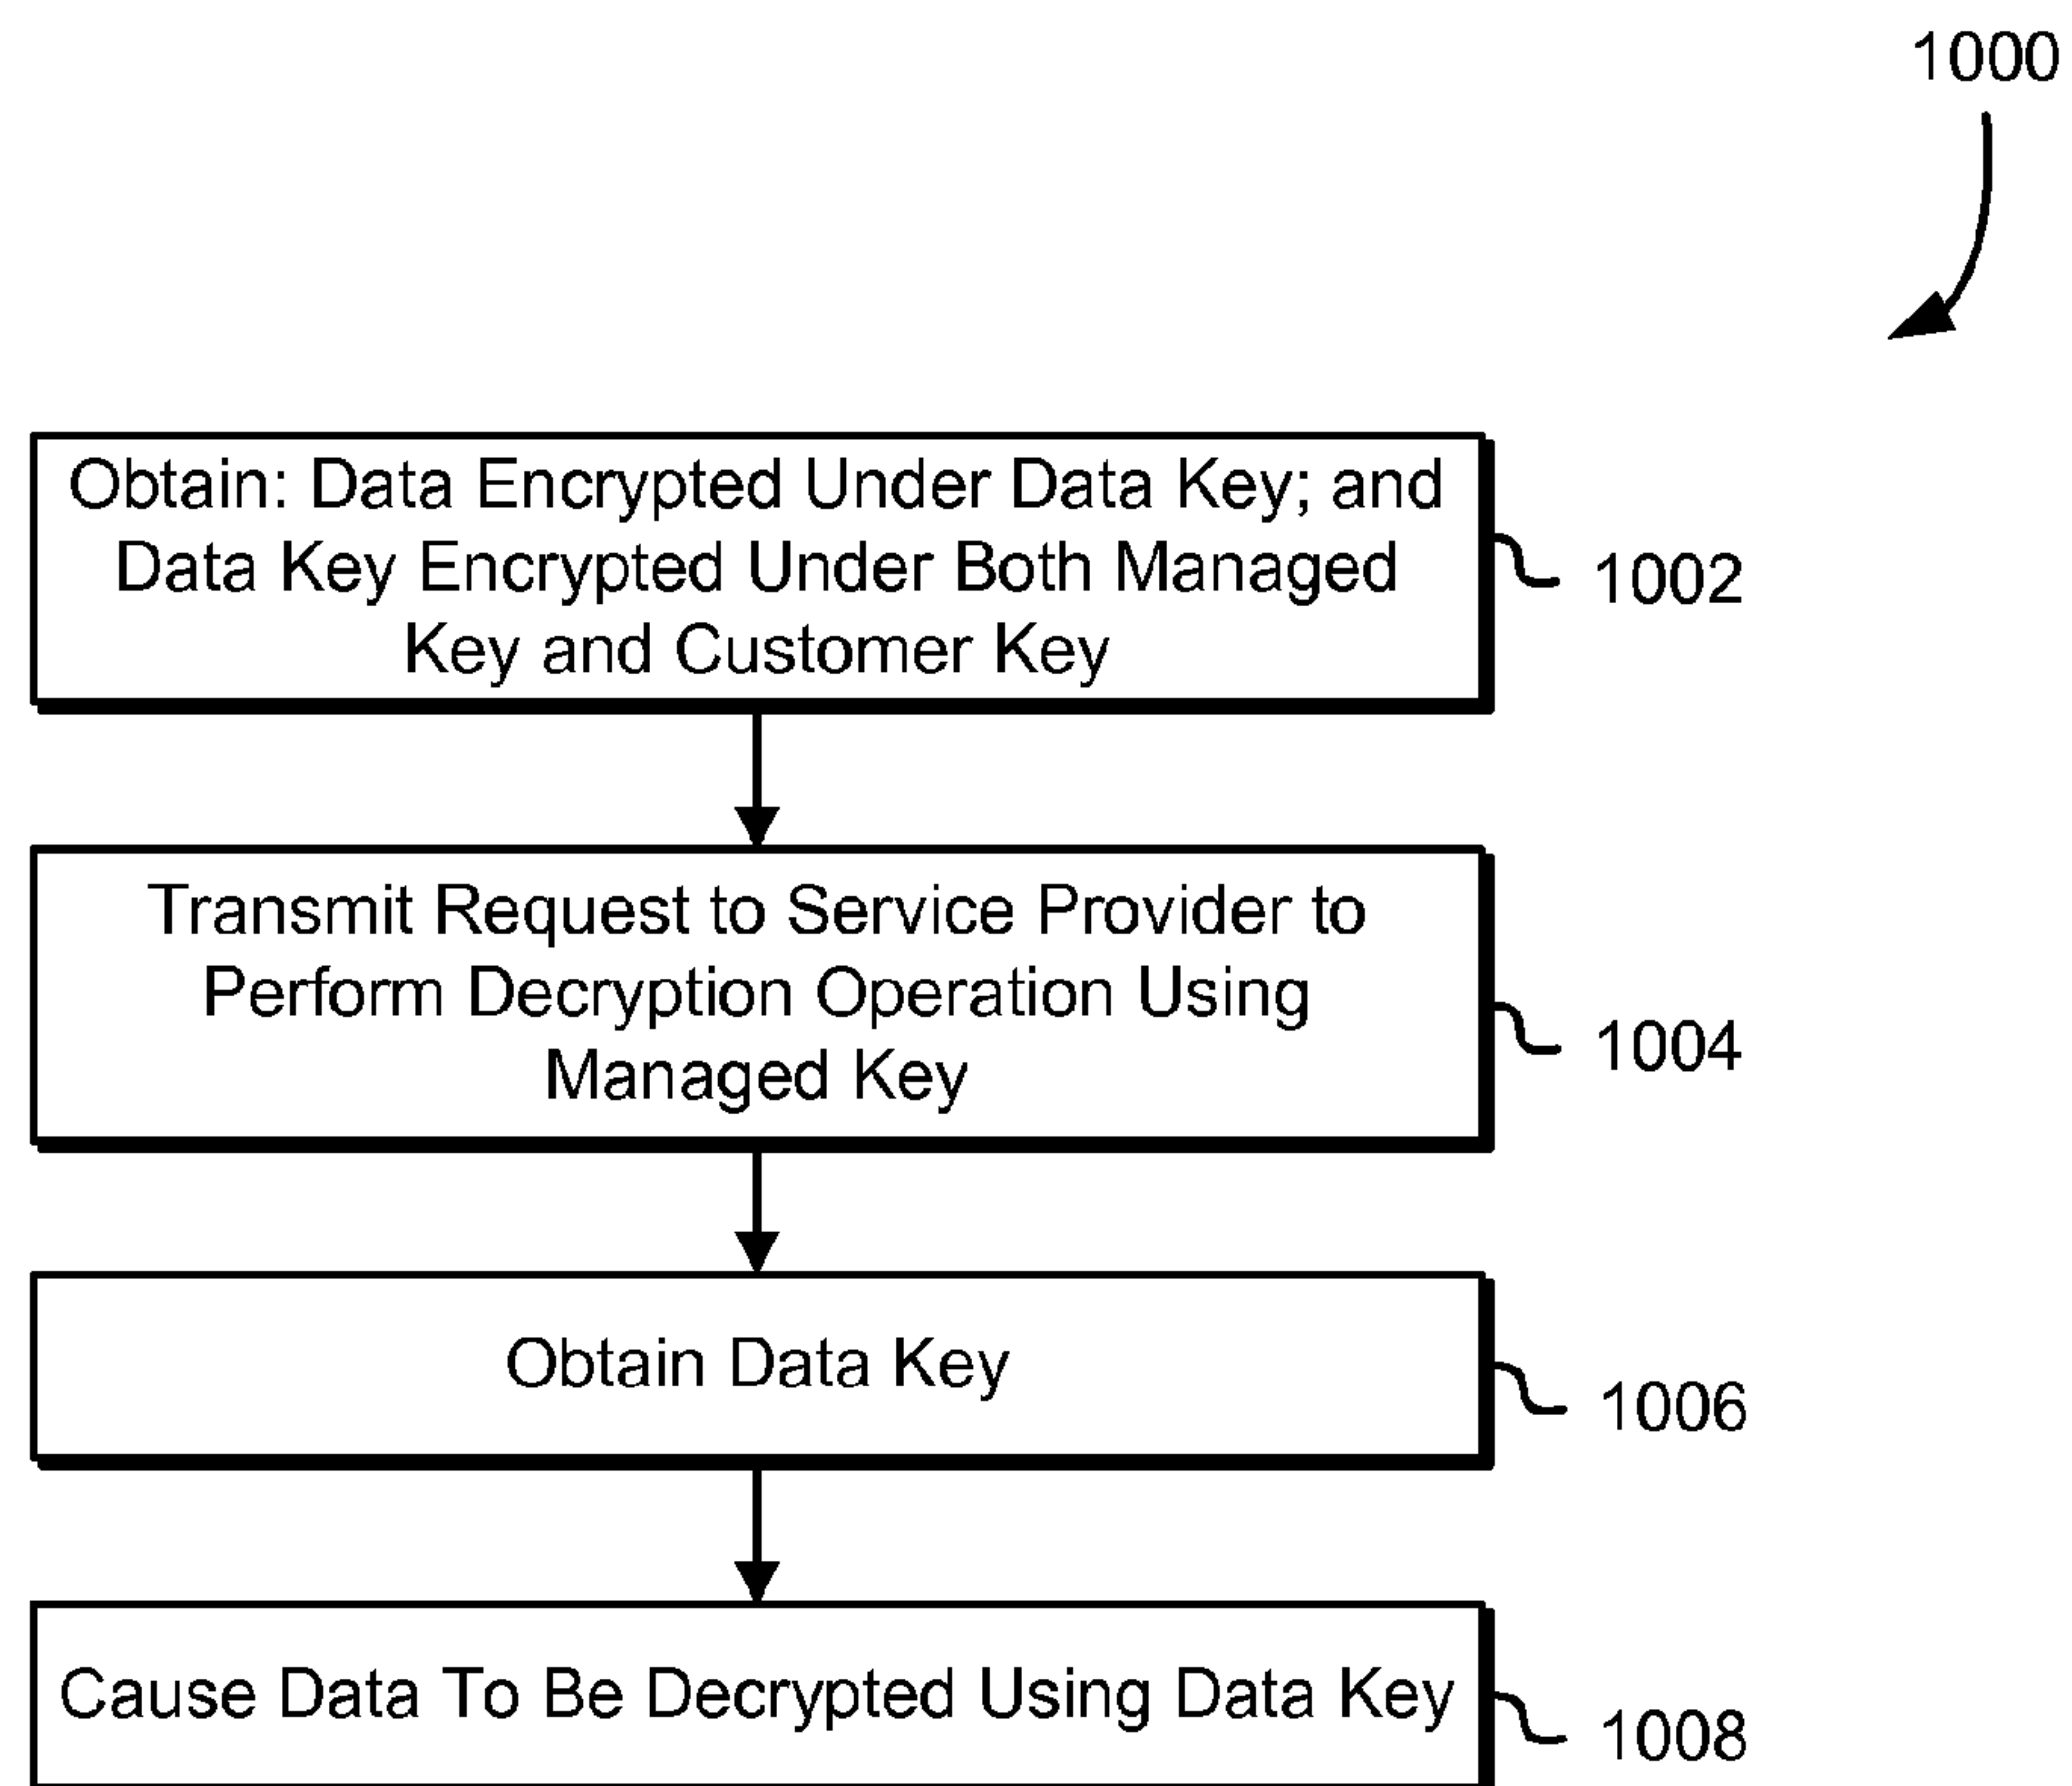 1000
Obtain: Data Encrypted Under Data Key; and
Data Key Encrypted Under Both Managed
Key and Customer Key
1002
Transmit Request to Service Provider to
Perform Decryption Operation Using
Managed Key
1004
Obtain Data Key
1006
Cause Data To Be Decrypted Using Data Key
1008